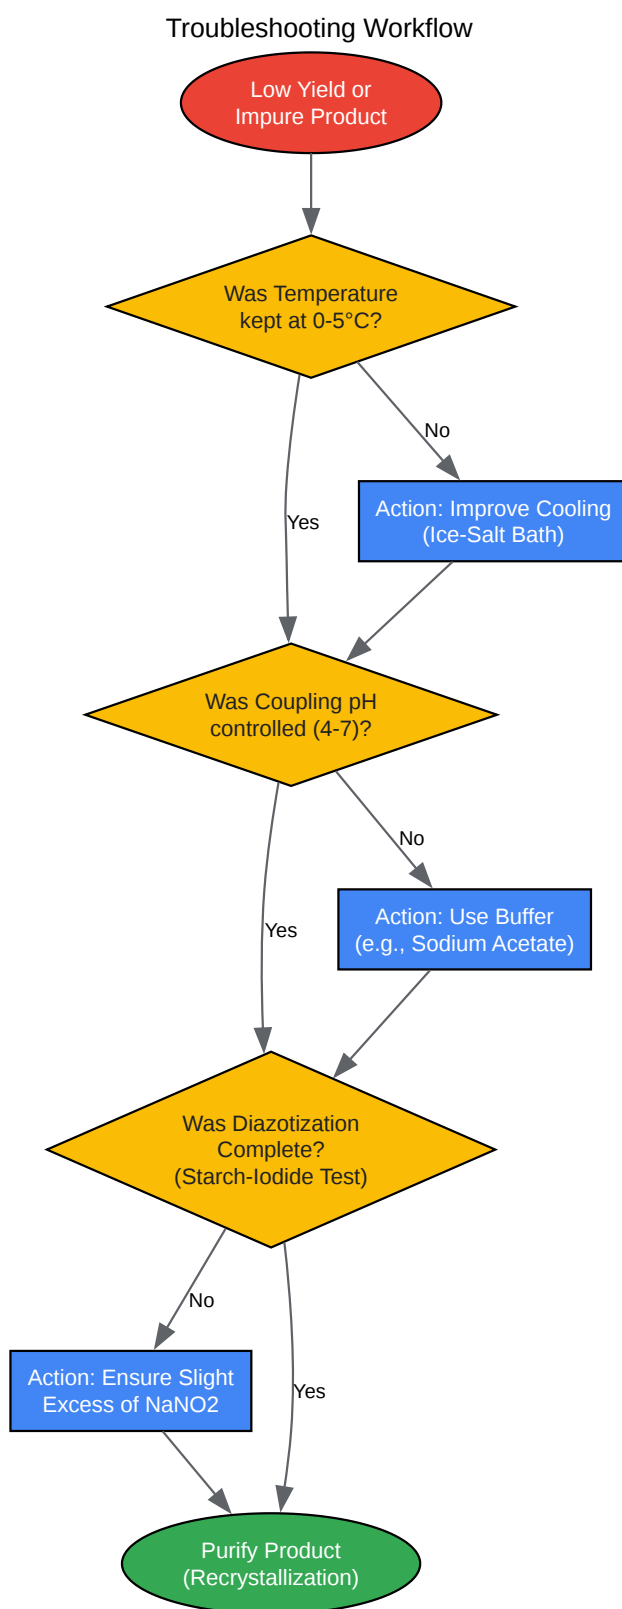 Troubleshooting Workflow
Low Yield or
Impure Product
Was Temperature
kept at 0-5°C?
No
Action: Improve Cooling
(Ice-Salt Bath)
Yes
Was Coupling pH
controlled (4-7)?
No
Action: Use Buffer
(e.g., Sodium Acetate)
Yes
Was Diazotization
Complete?
(Starch-Iodide Test)
No
Action: Ensure Slight
Excess of NaNO2
Yes
Purify Product
(Recrystallization)